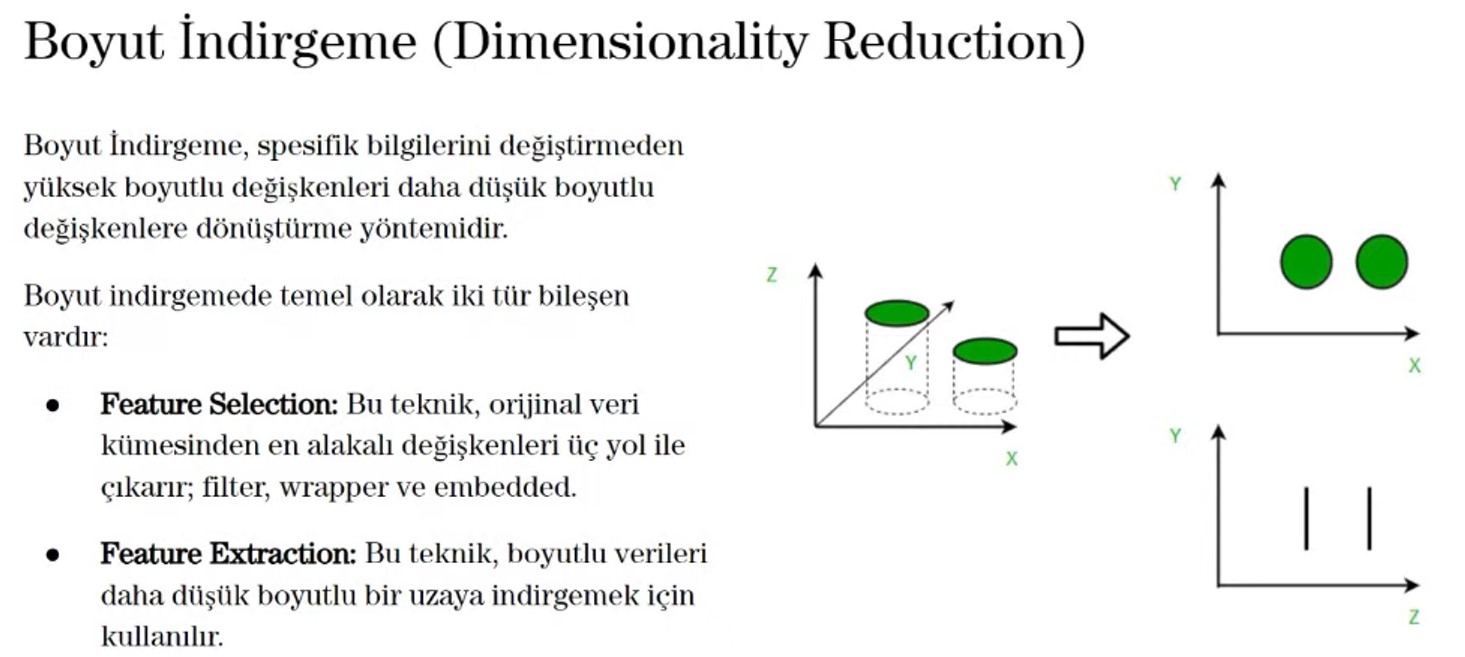 Boyut İndirgeme (Dimensionality Reduction)
Boyut İndirgeme, spesifik bilgilerini değiştirmeden
yüksek boyutlu değişkenleri daha düşük boyutlu
değişkenlere dönüştürme yöntemidir.
Boyut indirgemede temel olarak iki tür bileşen
vardır:
● Feature Selection: Bu teknik, orijinal veri
kümesinden en alakalı değişkenleri üç yol ile
çıkarır; filter, wrapper ve embedded.
● Feature Extraction: Bu teknik, boyutlu verileri
daha düşük boyutlu bir uzaya indirgemek için
kullanılır.
Z
Y
X
Y
X
Y
Z